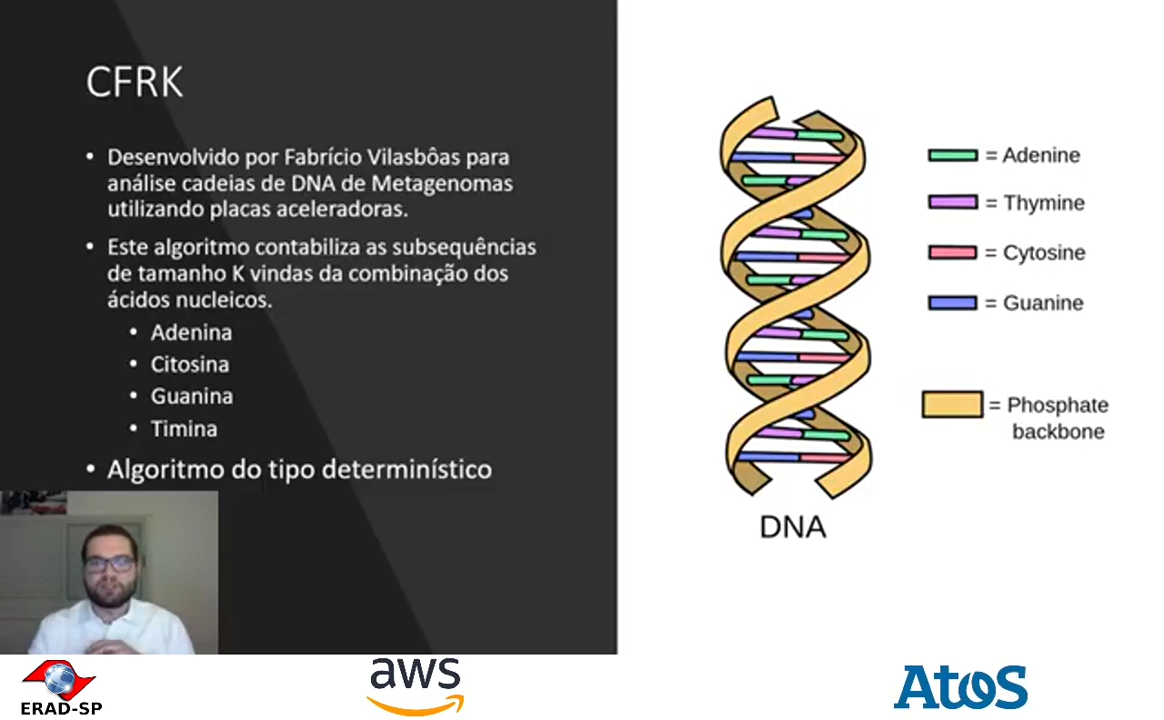 CFRK
• Desenvolvido por Fabrício Vilasbôas para
análise cadeias de DNA de Metagenomas
utilizando placas aceleradoras.
• Este algoritmo contabiliza as subsequências
de tamanho K vindas da combinação dos
ácidos nucleicos.
• Adenina
• Citosina
• Guanina
• Timina
• Algoritmo do tipo determinístico
= Adenine
= Thymine
= Cytosine
= Guanine
= Phosphate
backbone
DNA
ERAD-SP
aws
Atos